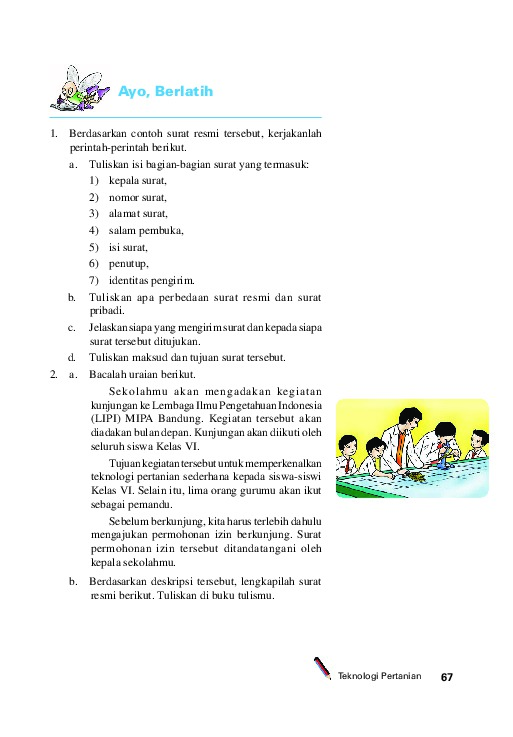 Ayo, Berlatih
1. Berdasarkan contoh surat resmi tersebut, kerjakanlah
perintah-perintah berikut.
a. Tuliskan isi bagian-bagian surat yang termasuk:
1) kepala surat,
2) nomor surat,
3) alamat surat,
4) salam pembuka,
5) isi surat,
6) penutup,
7) identitas pengirim.
b. Tuliskan apa perbedaan surat resmi dan surat
pribadi.
c. Jelaskan siapa yang mengirim surat dan kepada siapa
surat tersebut ditujukan.
d. Tuliskan maksud dan tujuan surat tersebut.
2. a. Bacalah uraian berikut.
Sekolahmu akan mengadakan kegiatan
kunjungan ke Lembaga Ilmu Pengetahuan Indonesia
(LIPI) MIPA Bandung. Kegiatan tersebut akan
diadakan bulan depan. Kunjungan akan diikuti oleh
seluruh siswa Kelas VI.
Tujuan kegiatan tersebut untuk memperkenalkan
teknologi pertanian sederhana kepada siswa-siswi
Kelas VI. Selain itu, lima orang gurumu akan ikut
sebagai pemandu.
Sebelum berkunjung, kita harus terlebih dahulu
mengajukan permohonan izin berkunjung. Surat
permohonan izin tersebut ditandatangani oleh
kepala sekolahmu.
b. Berdasarkan deskripsi tersebut, lengkapilah surat
resmi berikut. Tuliskan di buku tulismu.
Teknologi Pertanian 67